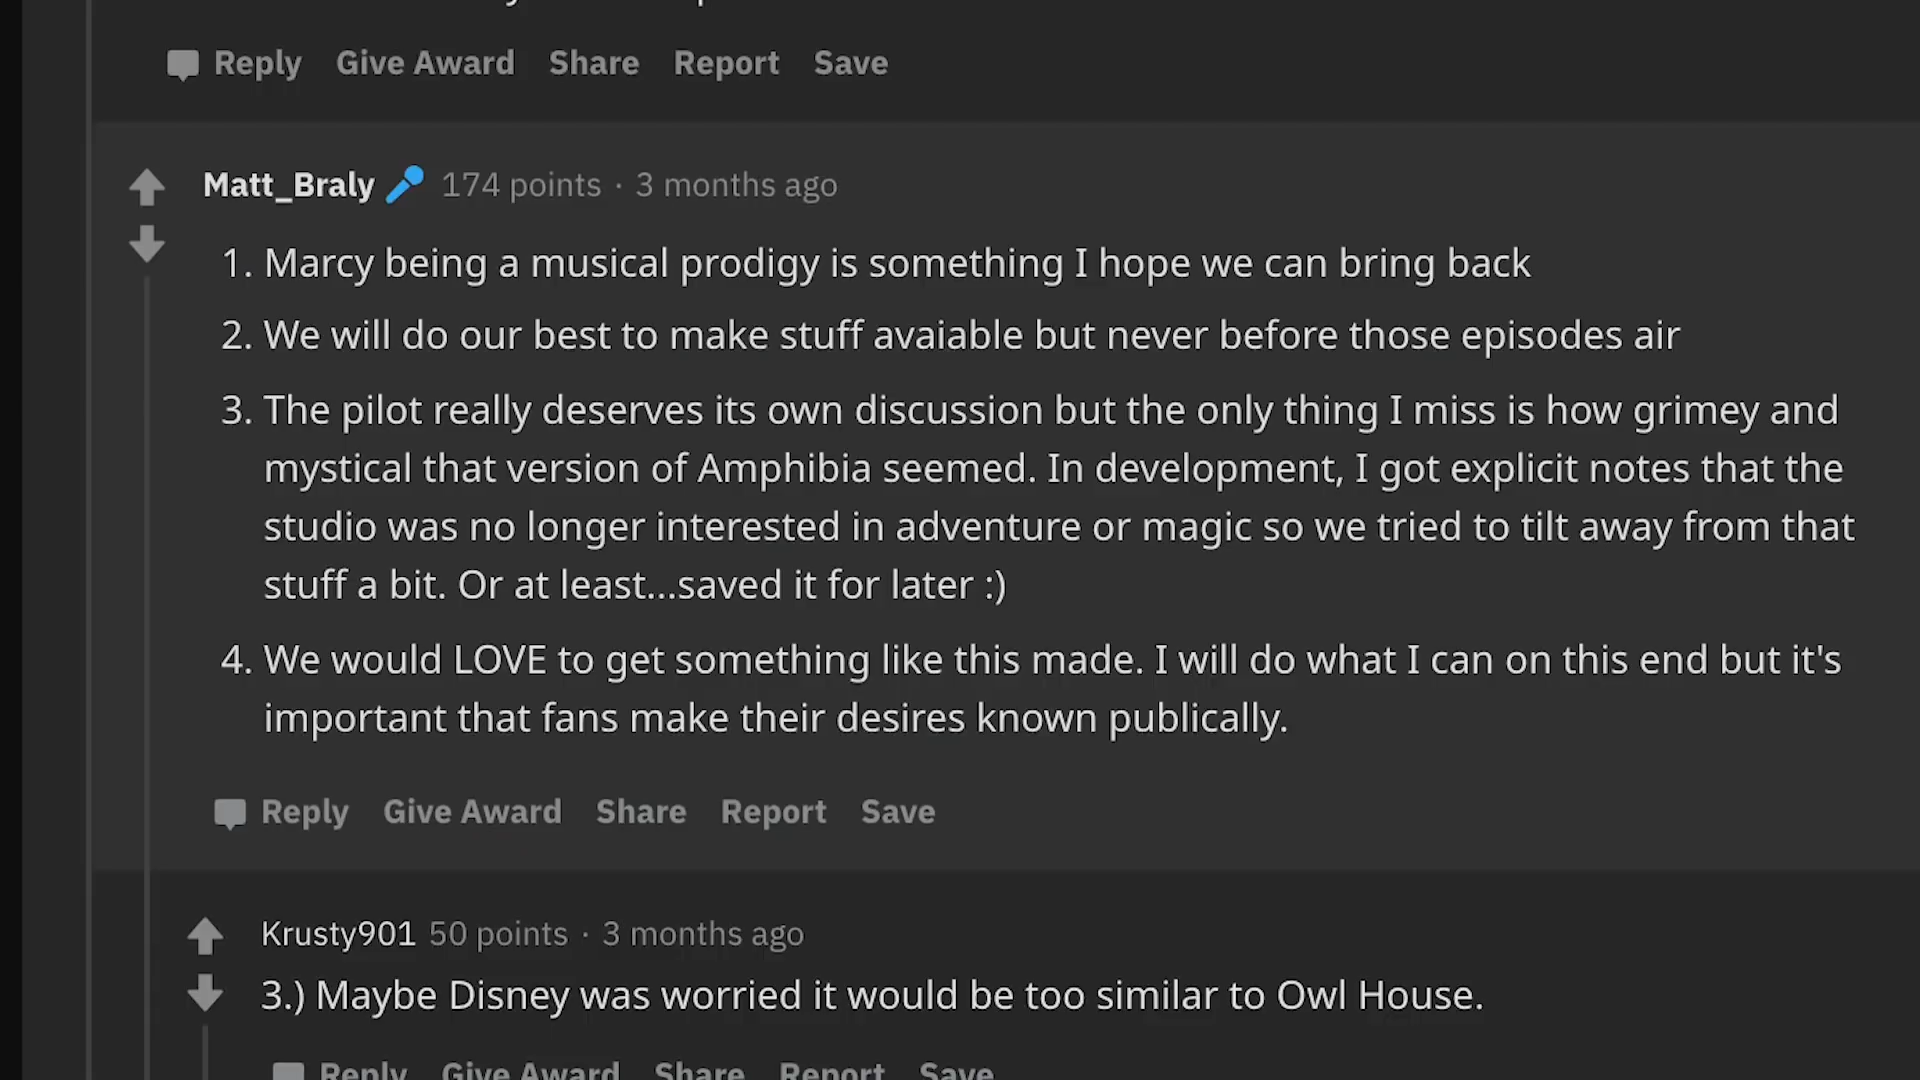 Reply Give Award Share Report Save
Matt_Braly 174 points · 3 months ago
1. Marcy being a musical prodigy is something I hope we can bring back
2. We will do our best to make stuff avaiable but never before those episodes air
3. The pilot really deserves its own discussion but the only thing I miss is how grimey and
mystical that version of Amphibia seemed. In development, I got explicit notes that the
studio was no longer interested in adventure or magic so we tried to tilt away from that
stuff a bit. Or at least...saved it for later :)
4. We would LOVE to get something like this made. I will do what I can on this end but it's
important that fans make their desires known publically.
Reply Give Award Share Report Save
Krusty901 50 points · 3 months ago
3.) Maybe Disney was worried it would be too similar to Owl House.
Reply Give Award Share Report Save